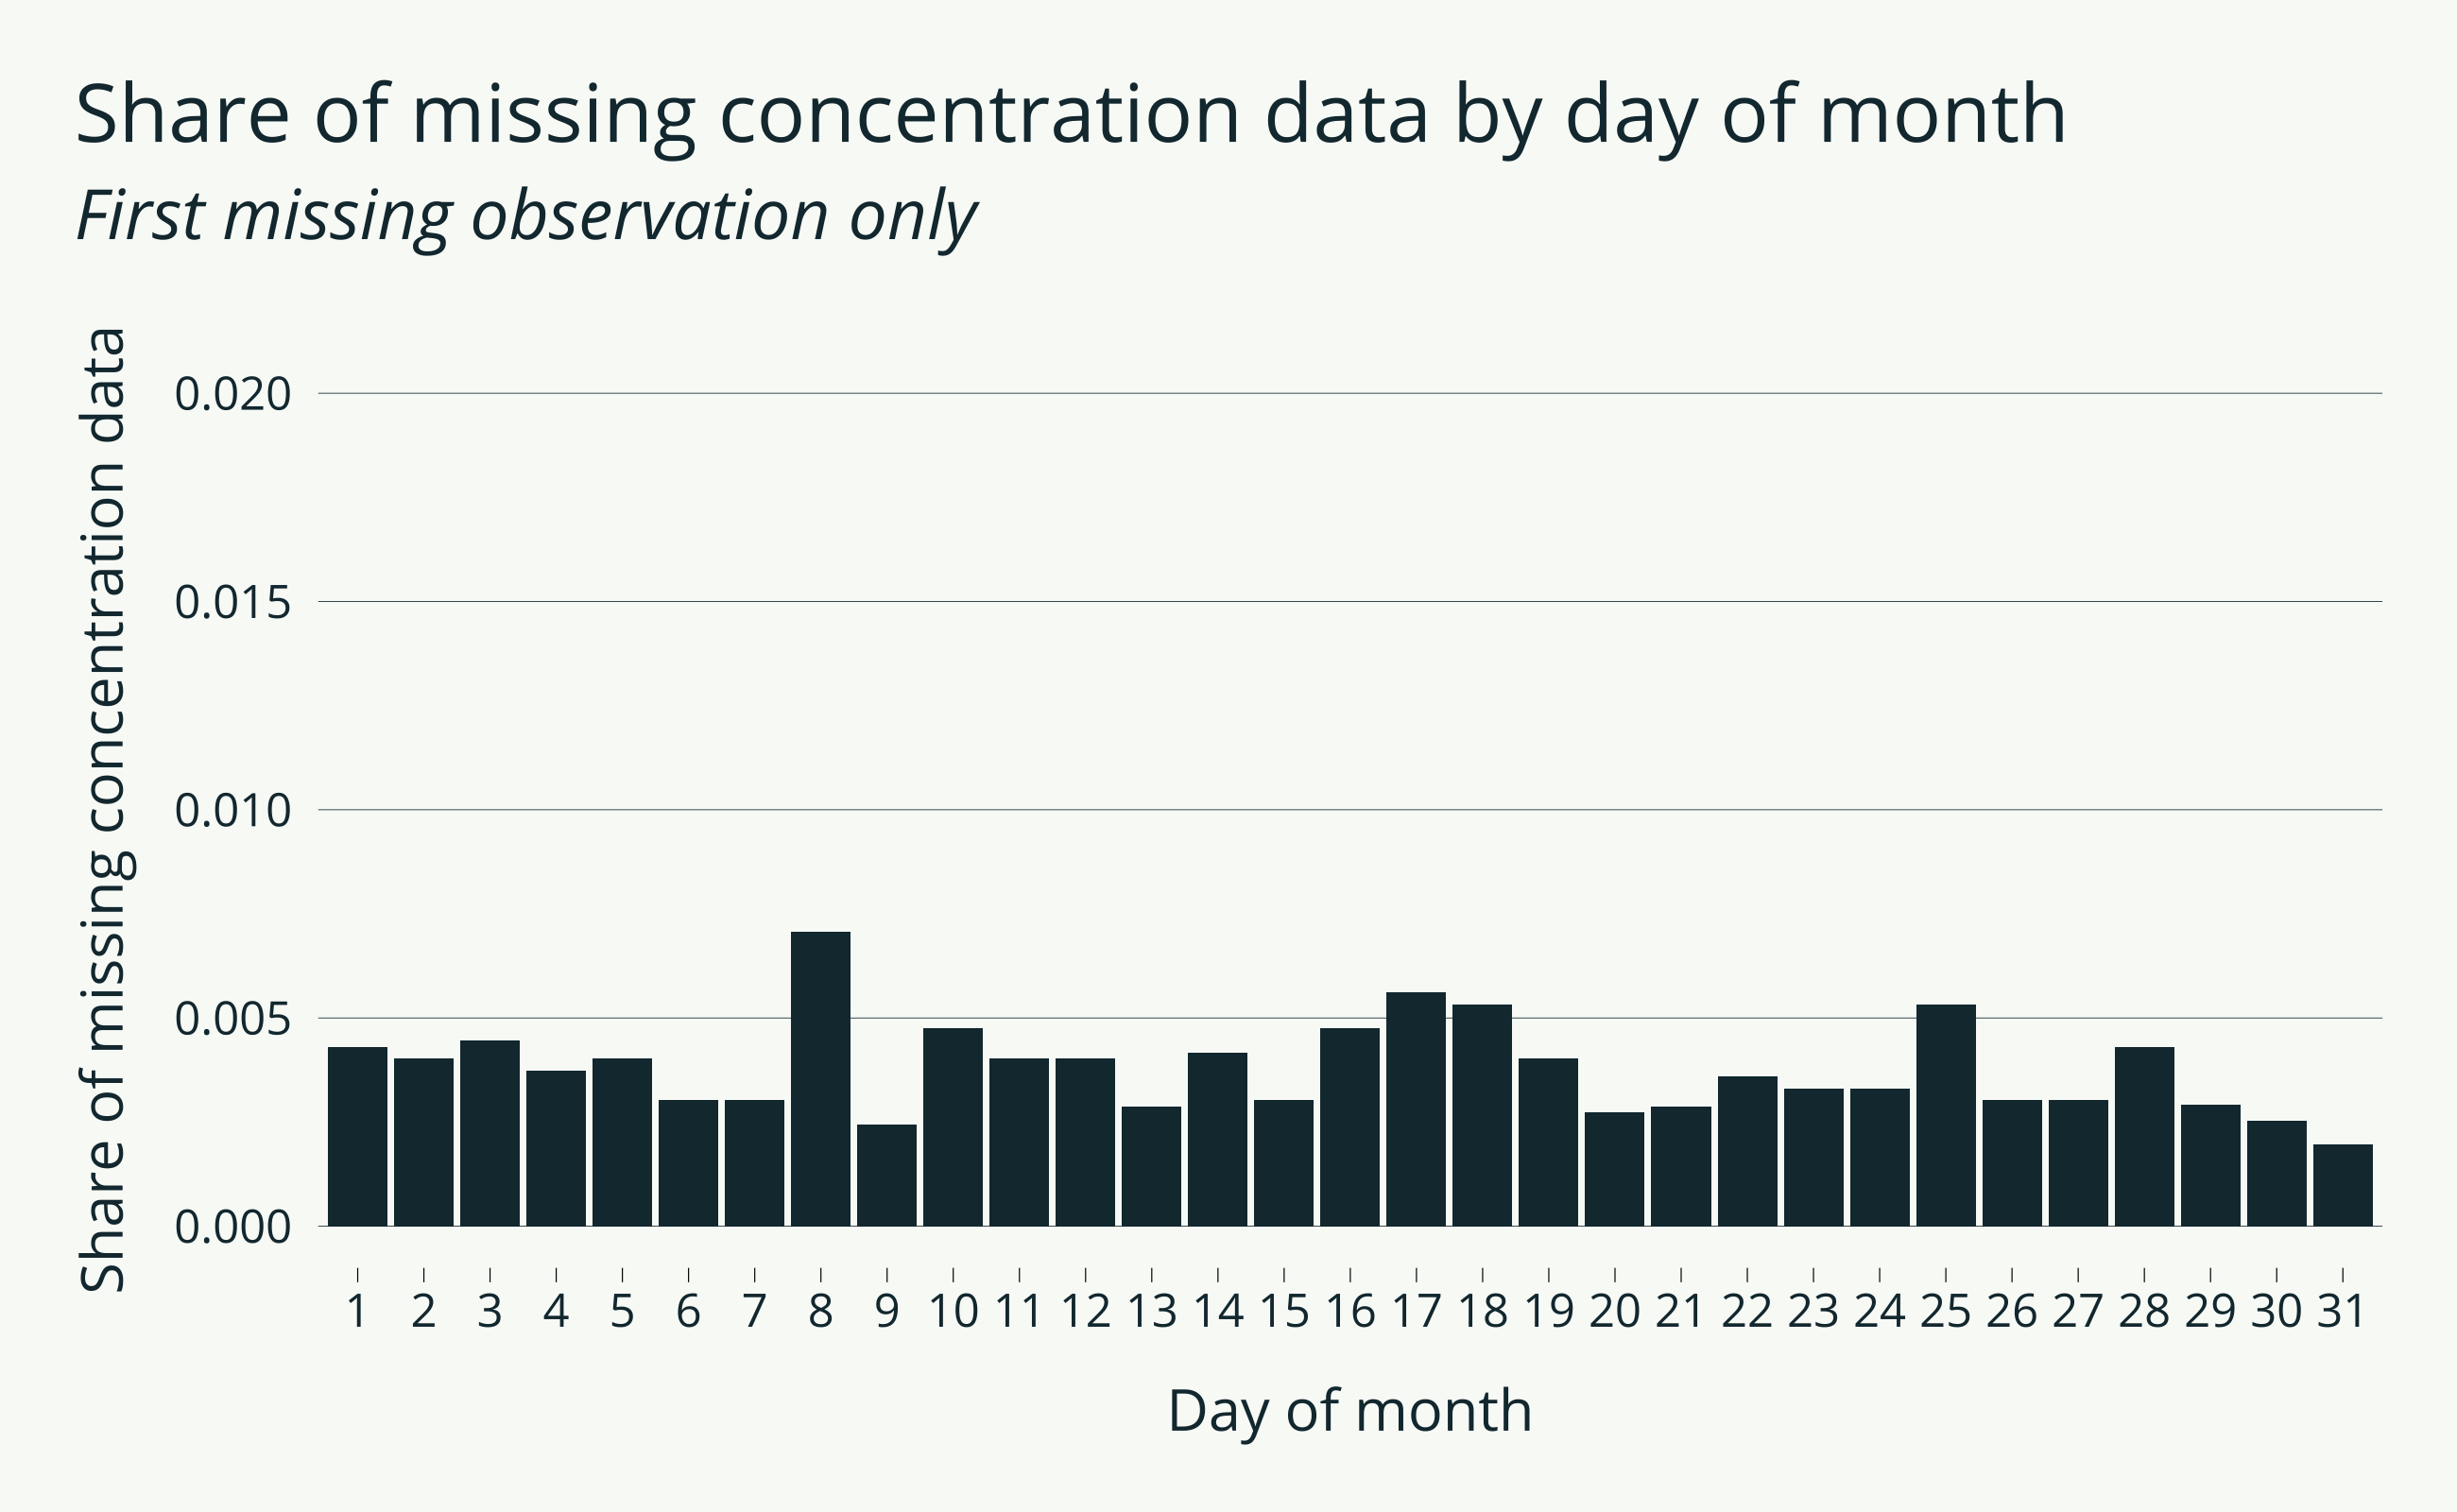 Share of missing concentration data by day of month
First missing observation only
Share of missing concentration data
0.020
0.015
0.010
0.005
0.000
1 2 3 4 5 6 7 8 9 10 11 12 13 14 15 16 17 18 19 20 21 22 23 24 25 26 27 28 29 30 31
Day of month